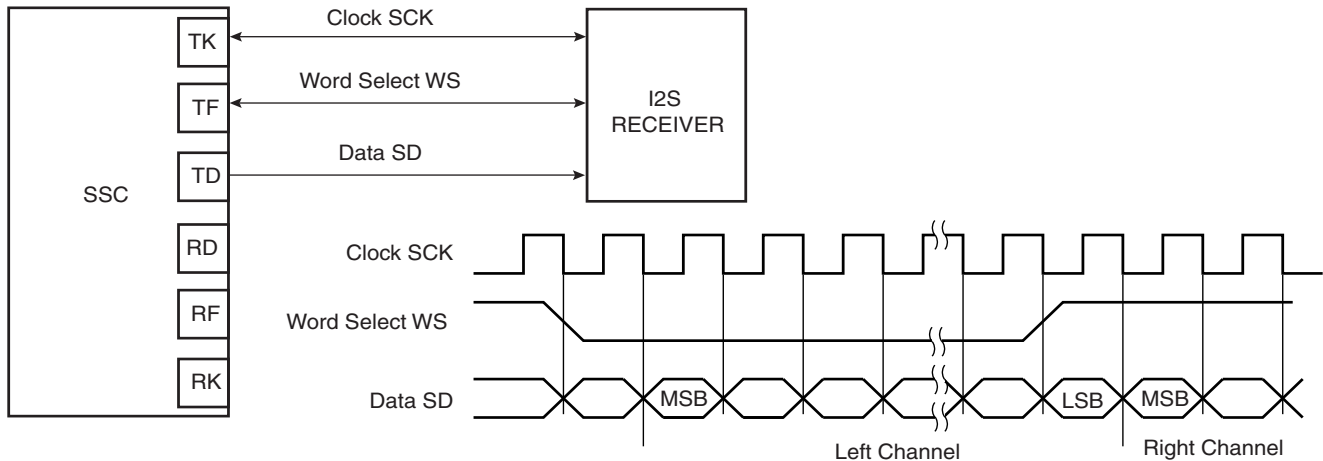 SSC
TK
TF
TD
RD
RF
RK
Clock SCK
Word Select WS
Data SD
I2S
RECEIVER
Clock SCK
Word Select WS
Data SD
MSB
LSB
MSB
Left Channel
Right Channel